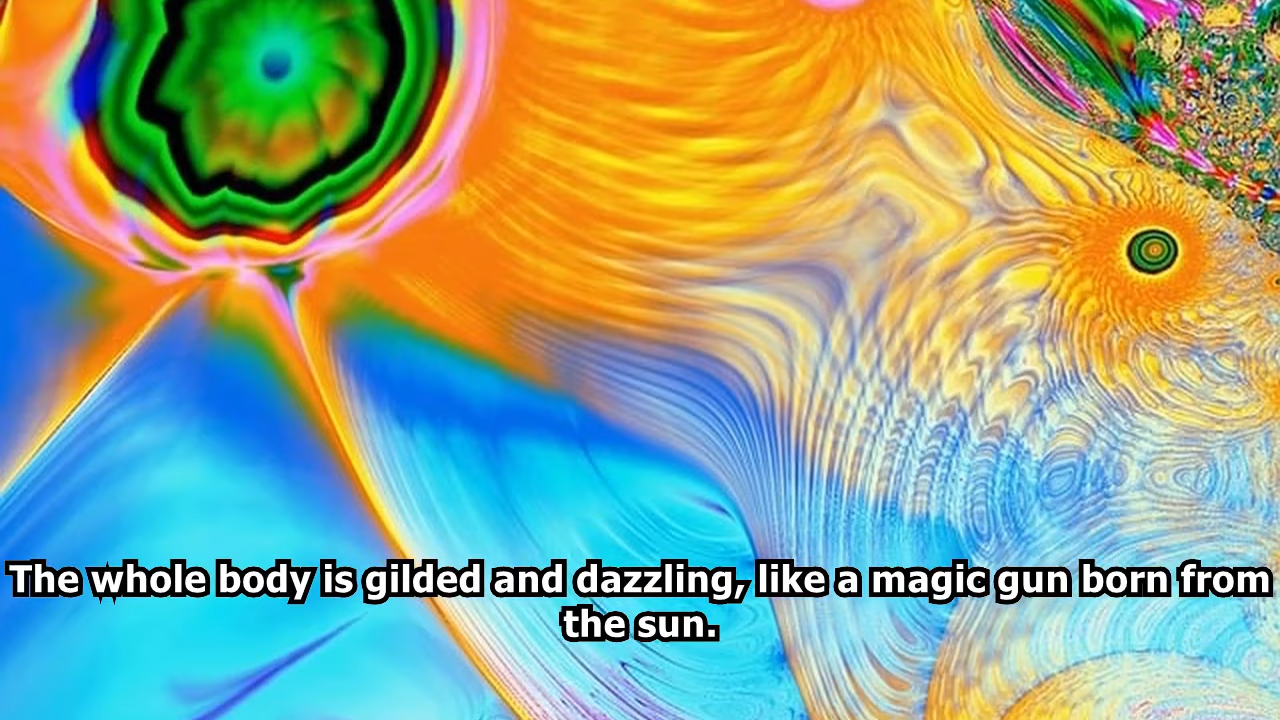 The whole body is gilded and dazzling, like a magic gun born from
the sun.